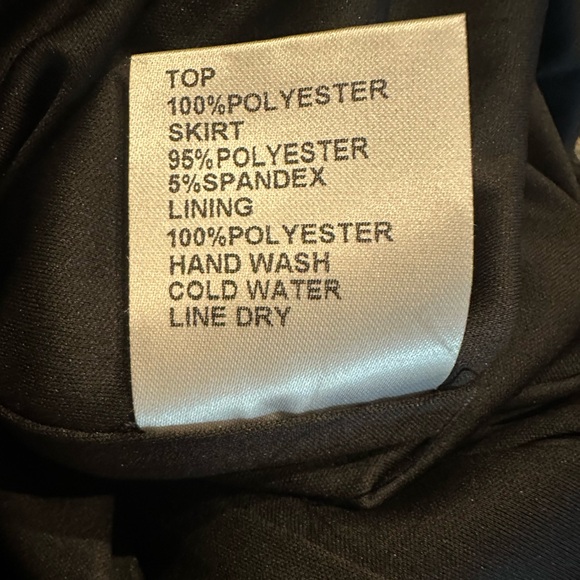 TOP
100%POLYESTER
SKIRT
95%POLYESTER
5%SPANDEX
LINING
100%POLYESTER
HAND WASH
COLD WATER
LINE DRY